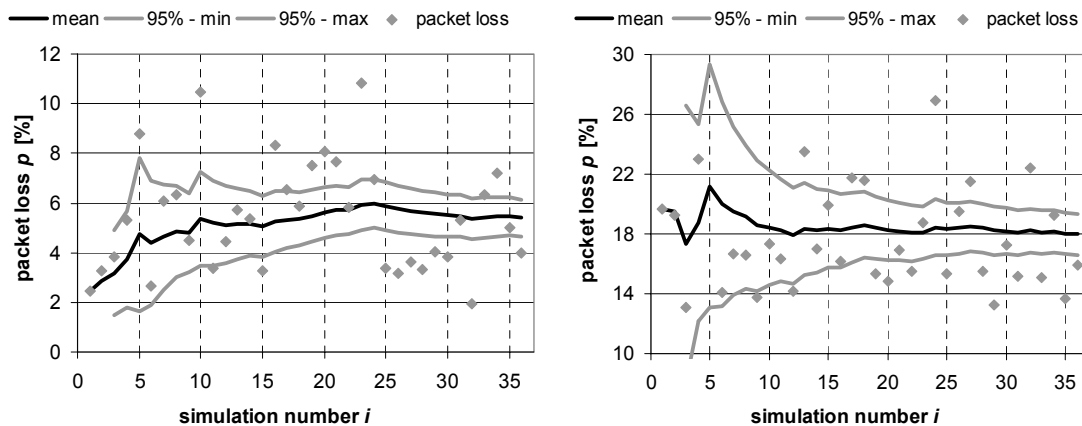 mean 95% - min 95% - max packet loss
packet loss p [%]
12
10
8
6
4
2
0
0 5 10 15 20 25 30 35
simulation number i
mean 95% - min 95% - max packet loss
packet loss p [%]
30
26
22
18
14
10
0 5 10 15 20 25 30 35
simulation number i